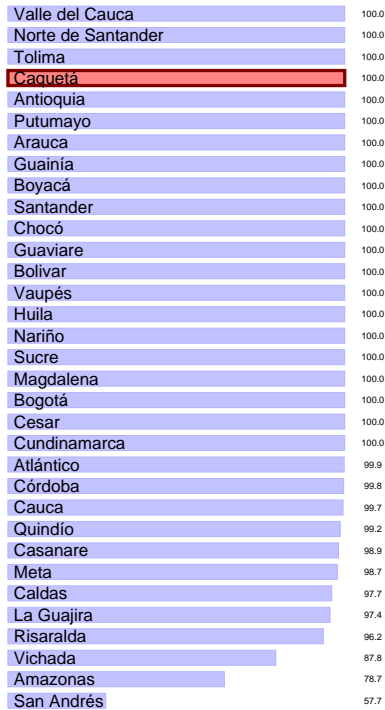 Valle del Cauca 100.0
Norte de Santander 100.0
Tolima 100.0
Caquetá 100.0
Antioquia 100.0
Putumayo 100.0
Arauca 100.0
Guainía 100.0
Boyacá 100.0
Santander 100.0
Chocó 100.0
Guaviare 100.0
Bolivar 100.0
Vaupés 100.0
Huila 100.0
Nariño 100.0
Sucre 100.0
Magdalena 100.0
Bogotá 100.0
Cesar 100.0
Cundinamarca 100.0
Atlántico 99.9
Córdoba 99.8
Cauca 99.7
Quindío 99.2
Casanare 98.9
Meta 98.7
Caldas 97.7
La Guajira 97.4
Risaralda 96.2
Vichada 87.8
Amazonas 78.7
San Andrés 57.7